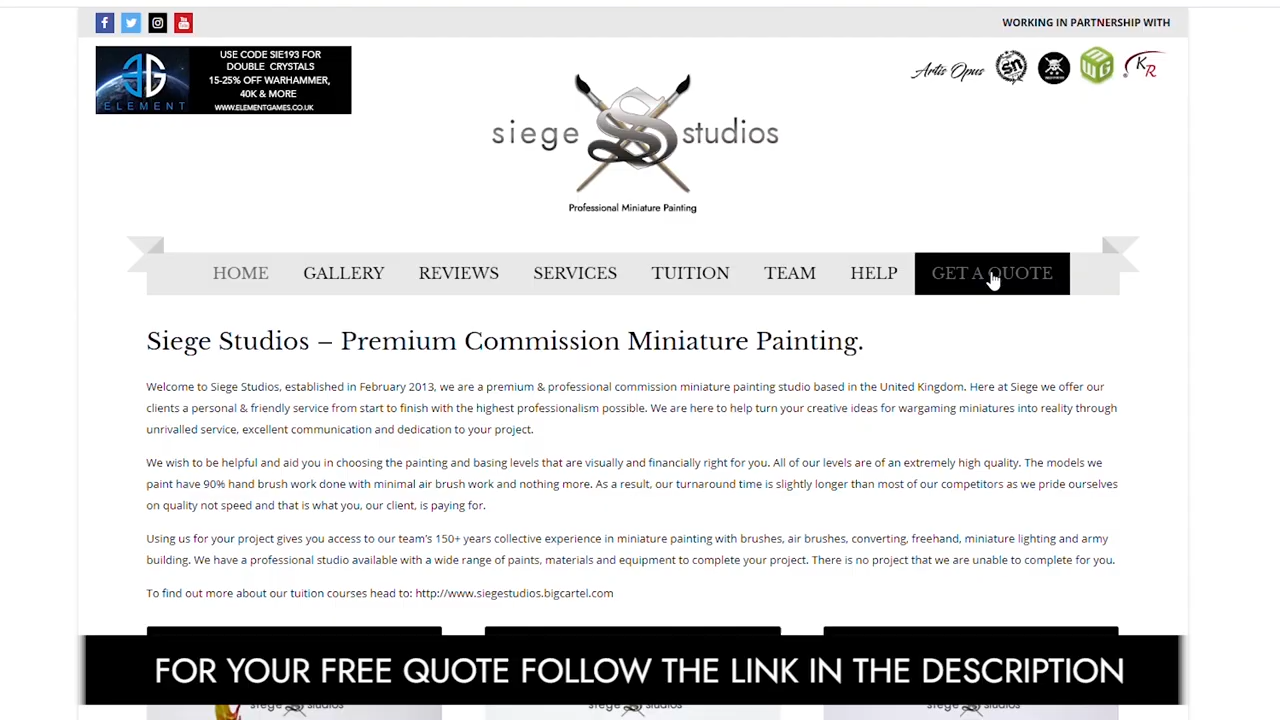 WORKING IN PARTNERSHIP WITH
USE CODE SIE193 FOR
DOUBLE CRYSTALS
15-25% OFF WARHAMMER,
40K & MORE
WWW.ELEMENTGAMES.CO.UK
ELEMENT
Artis Opus
KR
siege S studios
Professional Miniature Painting
HOME GALLERY REVIEWS SERVICES TUITION TEAM HELP GET A QUOTE
Siege Studios – Premium Commission Miniature Painting.
Welcome to Siege Studios, established in February 2013, we are a premium & professional commission miniature painting studio based in the United Kingdom. Here at Siege we offer our
clients a personal & friendly service from start to finish with the highest professionalism possible. We are here to help turn your creative ideas for wargaming miniatures into reality through
unrivalled service, excellent communication and dedication to your project.
We wish to be helpful and aid you in choosing the painting and basing levels that are visually and financially right for you. All of our levels are of an extremely high quality. The models we
paint have 90% hand brush work done with minimal air brush work and nothing more. As a result, our turnaround time is slightly longer than most of our competitors as we pride ourselves
on quality not speed and that is what you, our client, is paying for.
Using us for your project gives you access to our team's 150+ years collective experience in miniature painting with brushes, air brushes, converting, freehand, miniature lighting and army
building. We have a professional studio available with a wide range of paints, materials and equipment to complete your project. There is no project that we are unable to complete for you.
To find out more about our tuition courses head to: http://www.siegestudios.bigcartel.com
FOR YOUR FREE QUOTE FOLLOW THE LINK IN THE DESCRIPTION